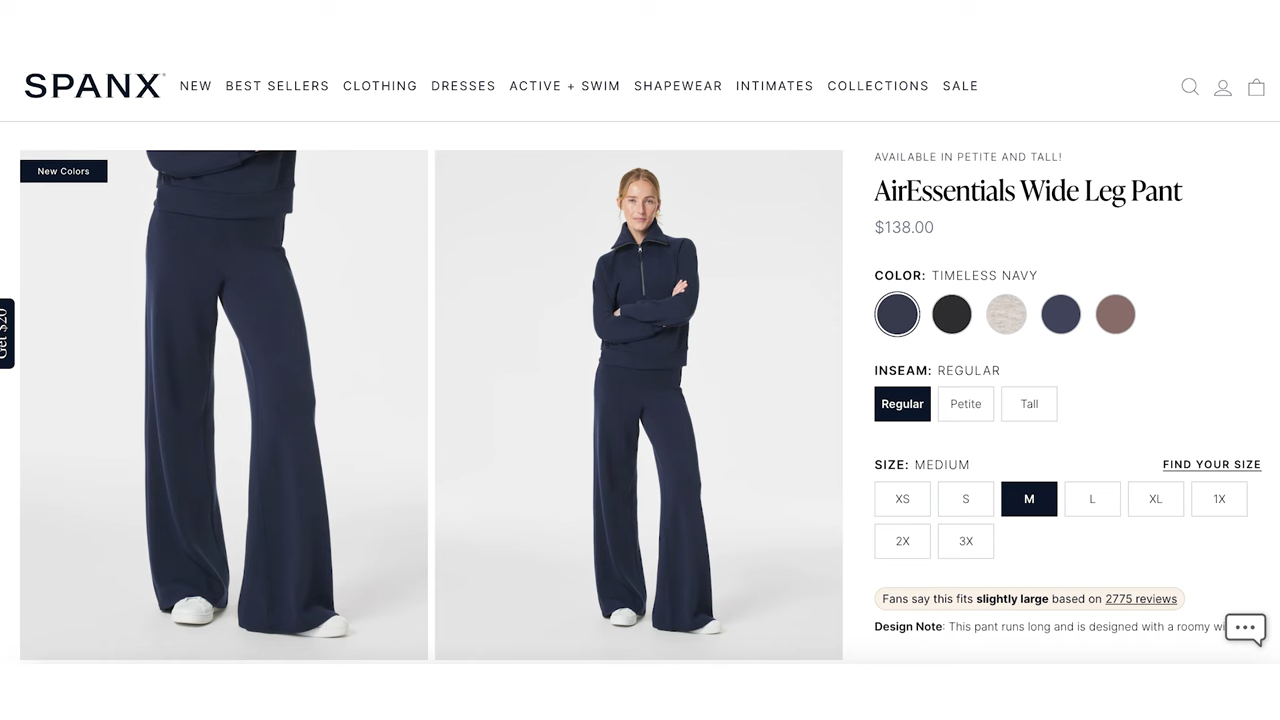 SPANX
NEW BEST SELLERS CLOTHING DRESSES ACTIVE + SWIM SHAPEWEAR INTIMATES COLLECTIONS SALE
New Colors
Get $20
AVAILABLE IN PETITE AND TALL!
AirEssentials Wide Leg Pant
$138.00
COLOR: TIMELESS NAVY
INSEAM: REGULAR
Regular Petite Tall
SIZE: MEDIUM FIND YOUR SIZE
XS S M L XL 1X
2X 3X
Fans say this fits slightly large based on 2775 reviews
Design Note: This pant runs long and is designed with a roomy